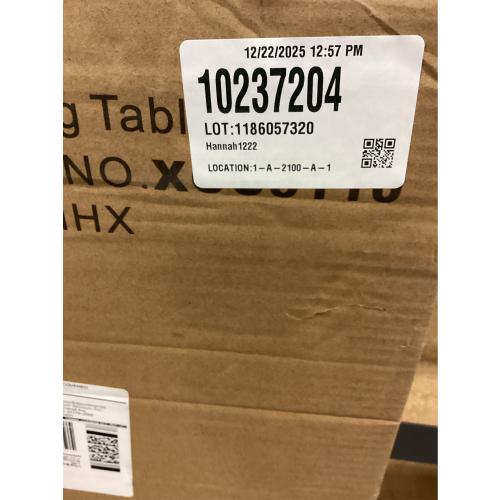 12/22/2025 12:57 PM
10237204
LOT:1186057320
Hannah1222
LOCATION:1-A-2100-A-1
g Tabl
NO.X
HX